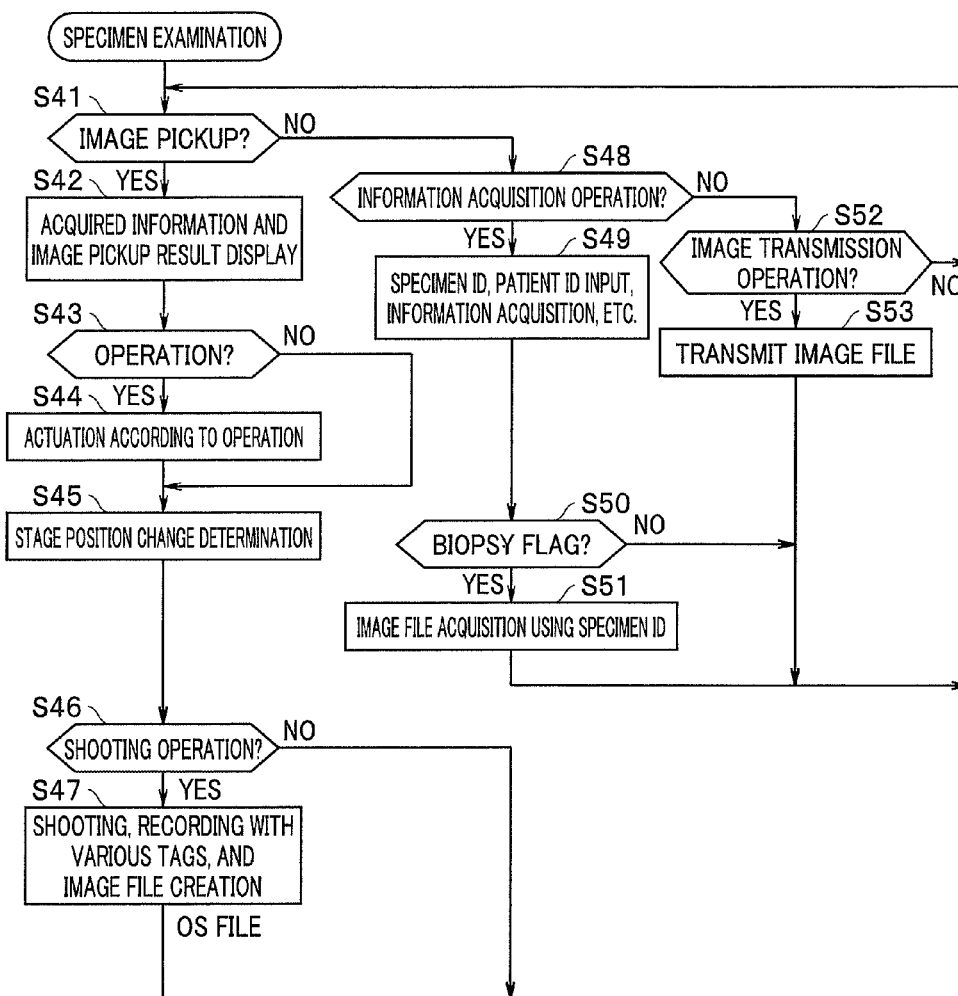 SPECIMEN EXAMINATION
S41
IMAGE PICKUP?
NO
YES
S42
ACQUIRED INFORMATION AND
IMAGE PICKUP RESULT DISPLAY
S43
OPERATION?
NO
YES
S44
ACTUATION ACCORDING TO OPERATION
S45
STAGE POSITION CHANGE DETERMINATION
S46
SHOOTING OPERATION?
NO
YES
S47
SHOOTING, RECORDING WITH
VARIOUS TAGS, AND
IMAGE FILE CREATION
OS FILE
S48
INFORMATION ACQUISITION OPERATION?
NO
YES
S49
SPECIMEN ID, PATIENT ID INPUT,
INFORMATION ACQUISITION, ETC.
S50
BIOPSY FLAG?
NO
YES
S51
IMAGE FILE ACQUISITION USING SPECIMEN ID
S52
IMAGE TRANSMISSION
OPERATION?
NO
YES
S53
TRANSMIT IMAGE FILE